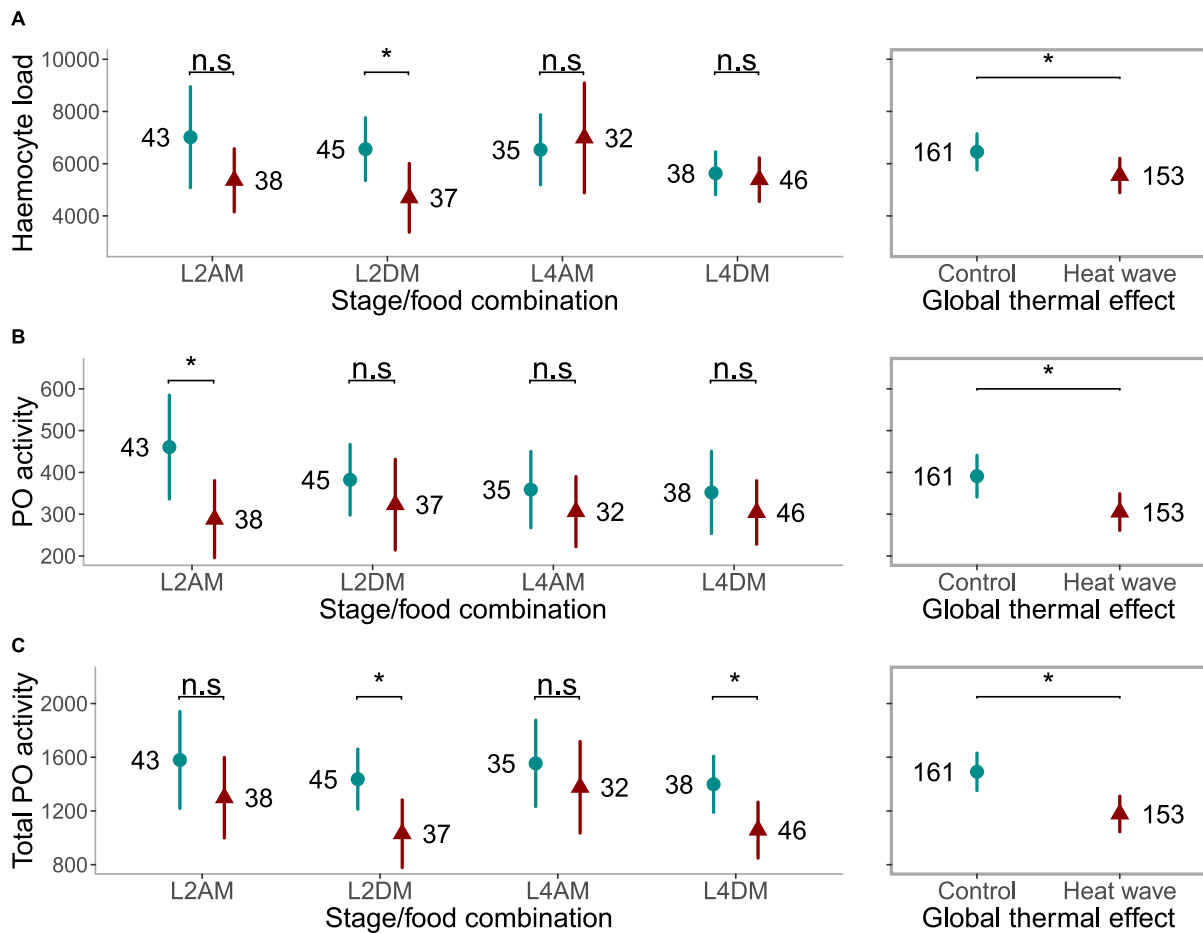 A
Haemocyte load
10000
8000
6000
4000
n.s
*
n.s
n.s
*
43
38
45
37
35
32
38
46
161
153
L2AM
L2DM
L4AM
L4DM
Control
Heat wave
Stage/food combination
Global thermal effect
B
PO activity
600
500
400
300
200
*
n.s
n.s
n.s
*
43
38
45
37
35
32
38
46
161
153
L2AM
L2DM
L4AM
L4DM
Control
Heat wave
Stage/food combination
Global thermal effect
C
Total PO activity
2000
1600
1200
800
n.s
*
n.s
*
*
43
38
45
37
35
32
38
46
161
153
L2AM
L2DM
L4AM
L4DM
Control
Heat wave
Stage/food combination
Global thermal effect